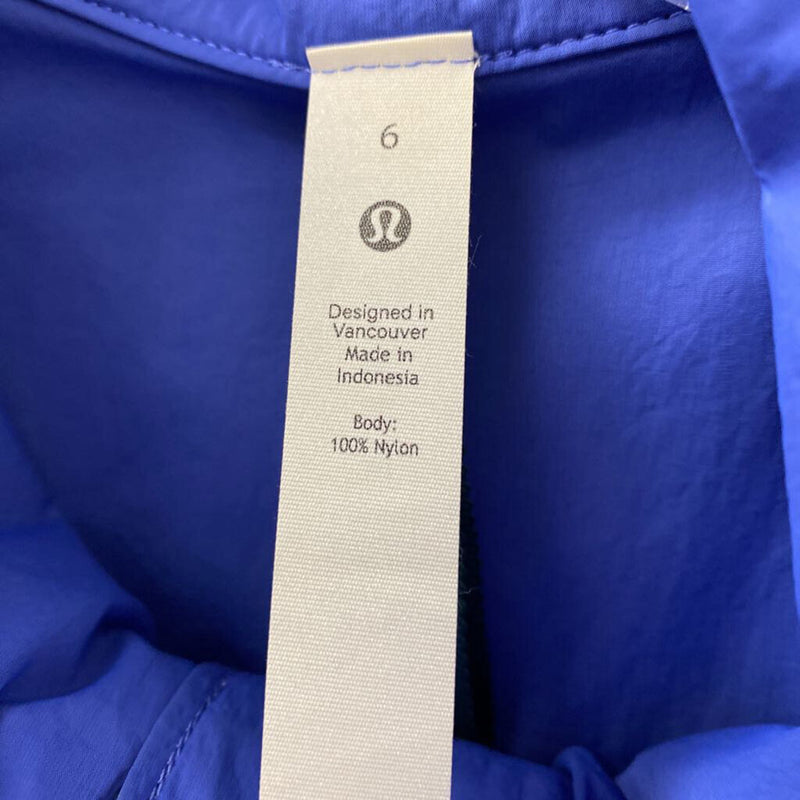 6
Designed in
Vancouver
Made in
Indonesia
Body:
100% Nylon